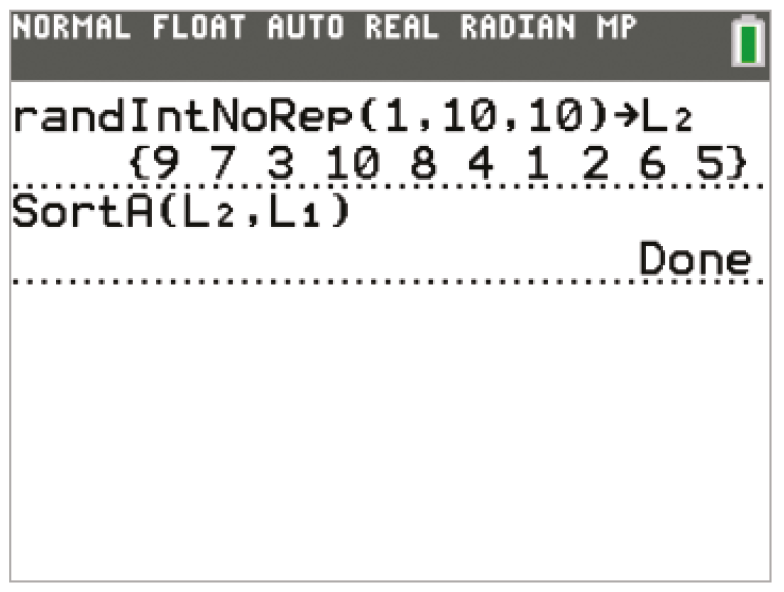 NORMAL FLOAT AUTO REAL RADIAN MP
randIntNoRep(1,10,10)→L₂
{9 7 3 10 8 4 1 2 6 5}
SortA(L₂,L₁)
Done